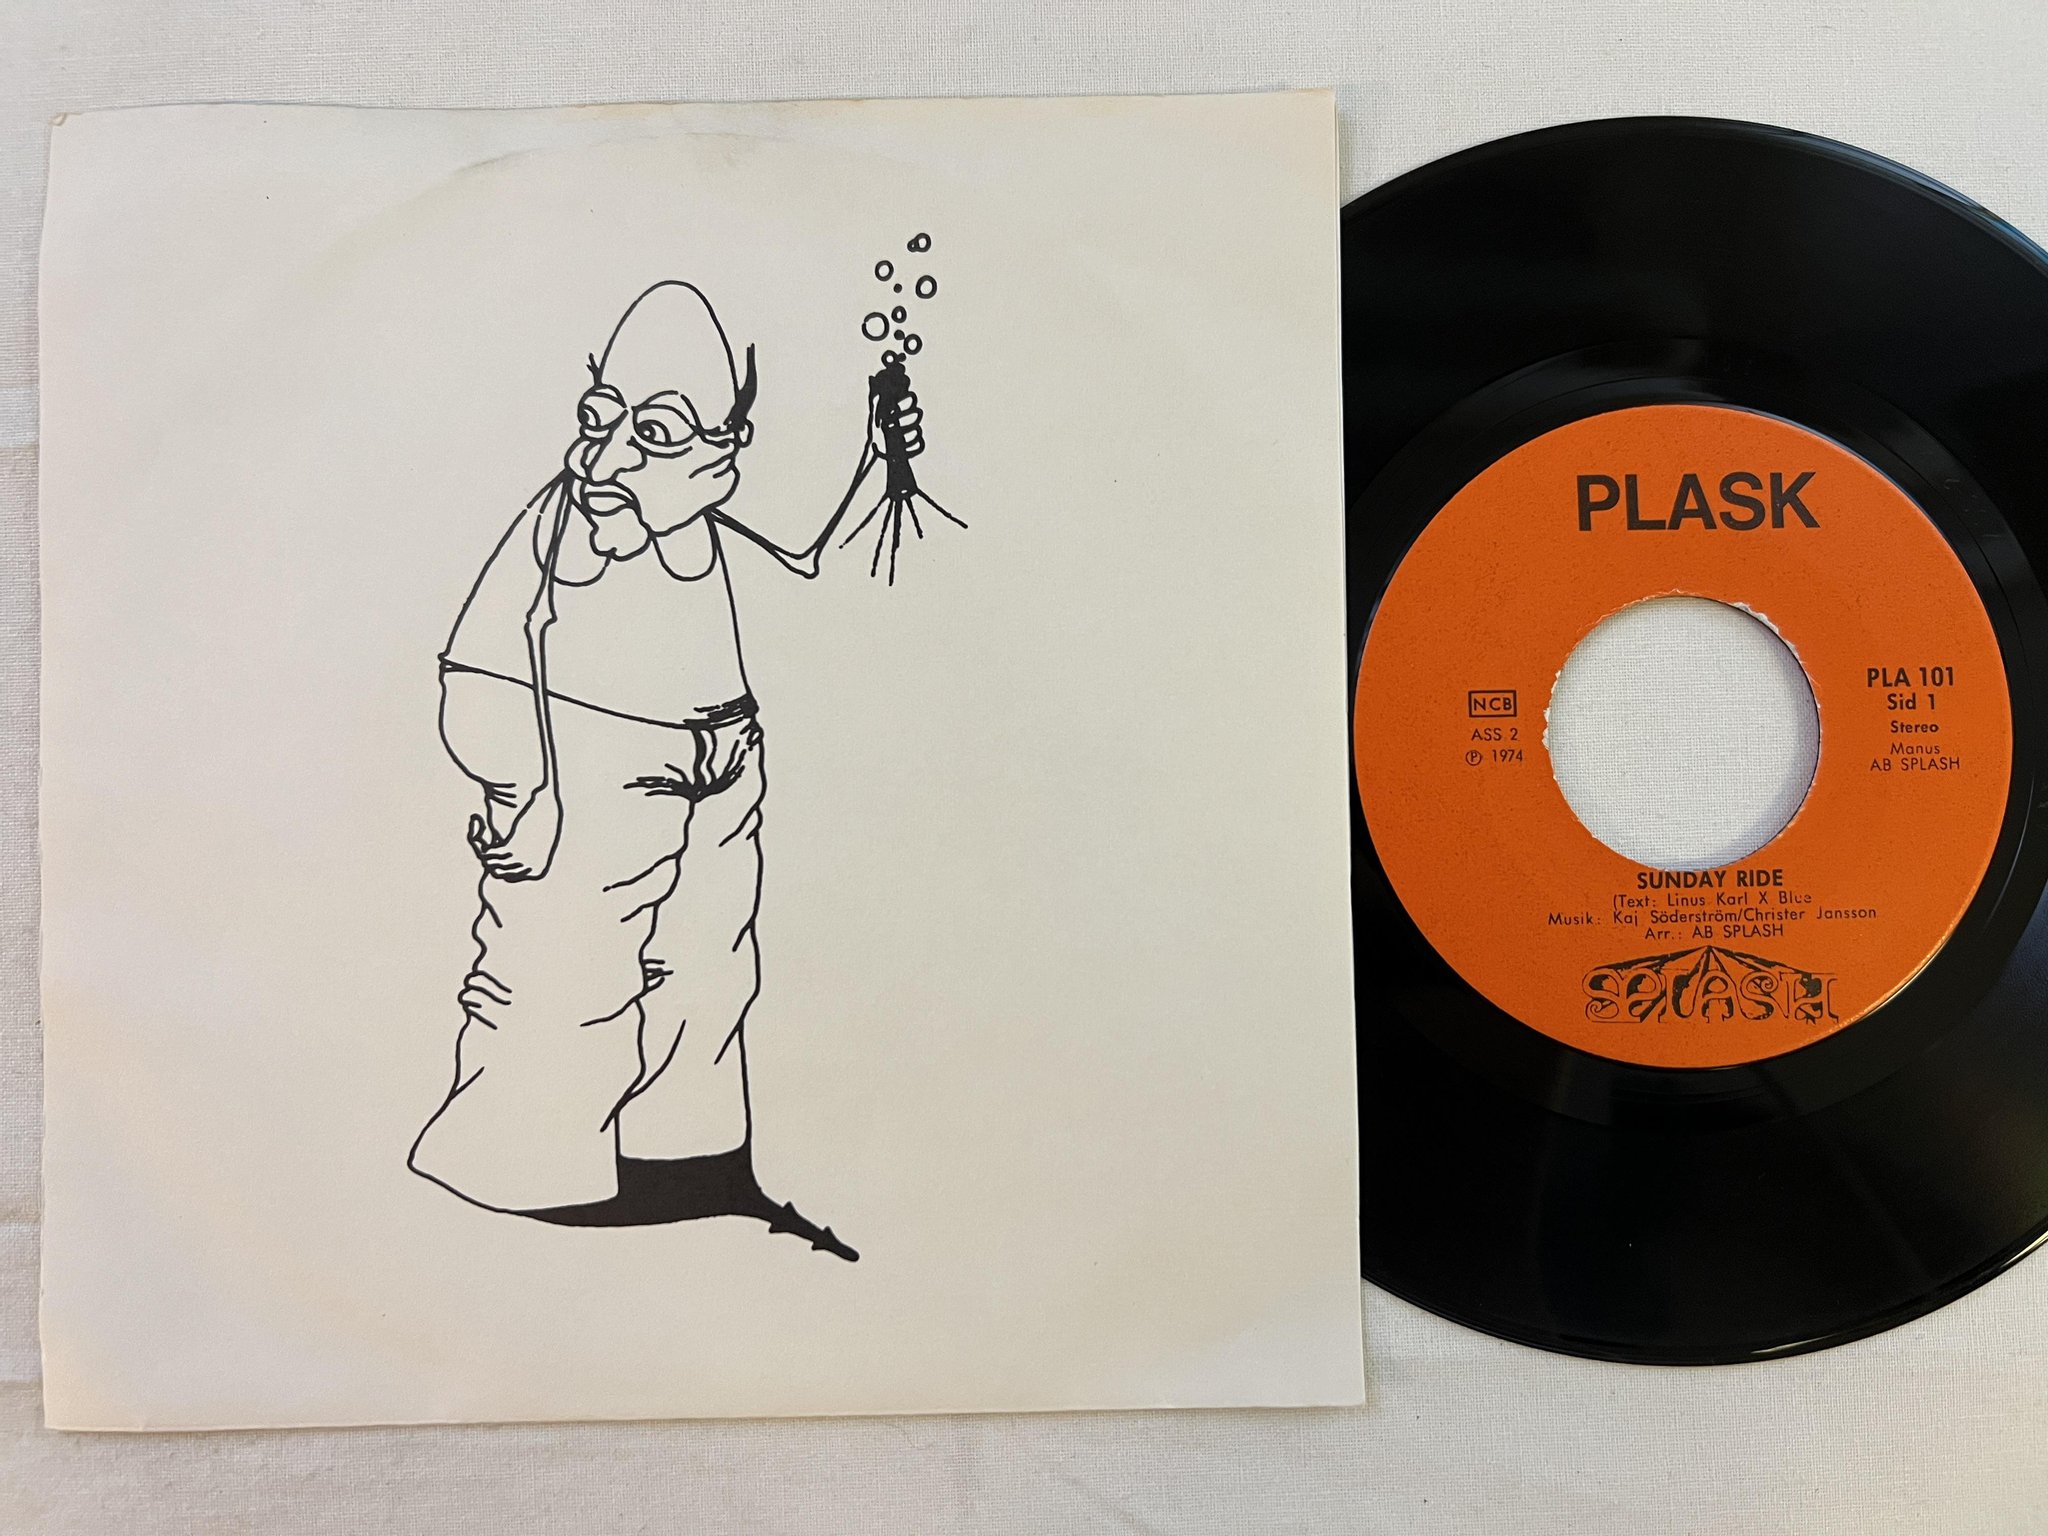 PLASK
NCB
ASS 2
Ⓟ 1974
PLA 101
Sid 1
Stereo
Manus
AB SPLASH
SUNDAY RIDE
(Text: Linus Karl X Blue
Musik: Kaj Söderström/Christer Jansson
Arr.: AB SPLASH
SPLASH